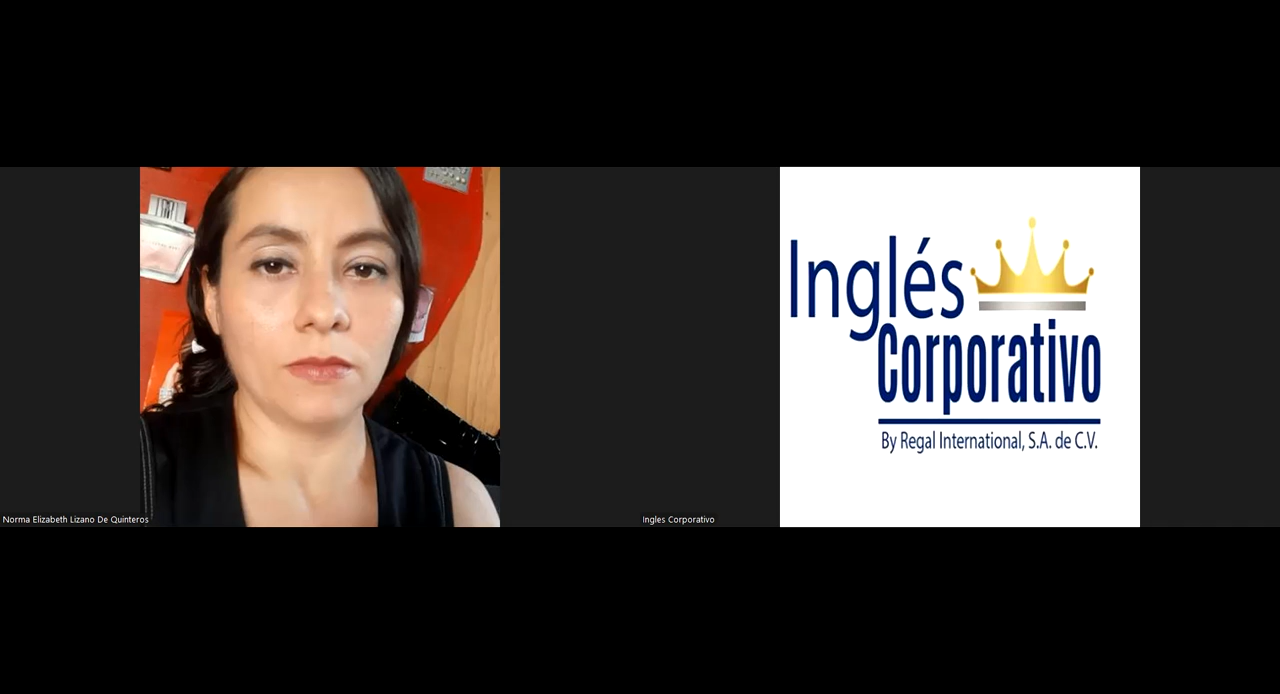 Inglés
Corporativo
By Regal International, S.A. de C.V.
Norma Elizabeth Lizano De Quinteros
Ingles Corporativo